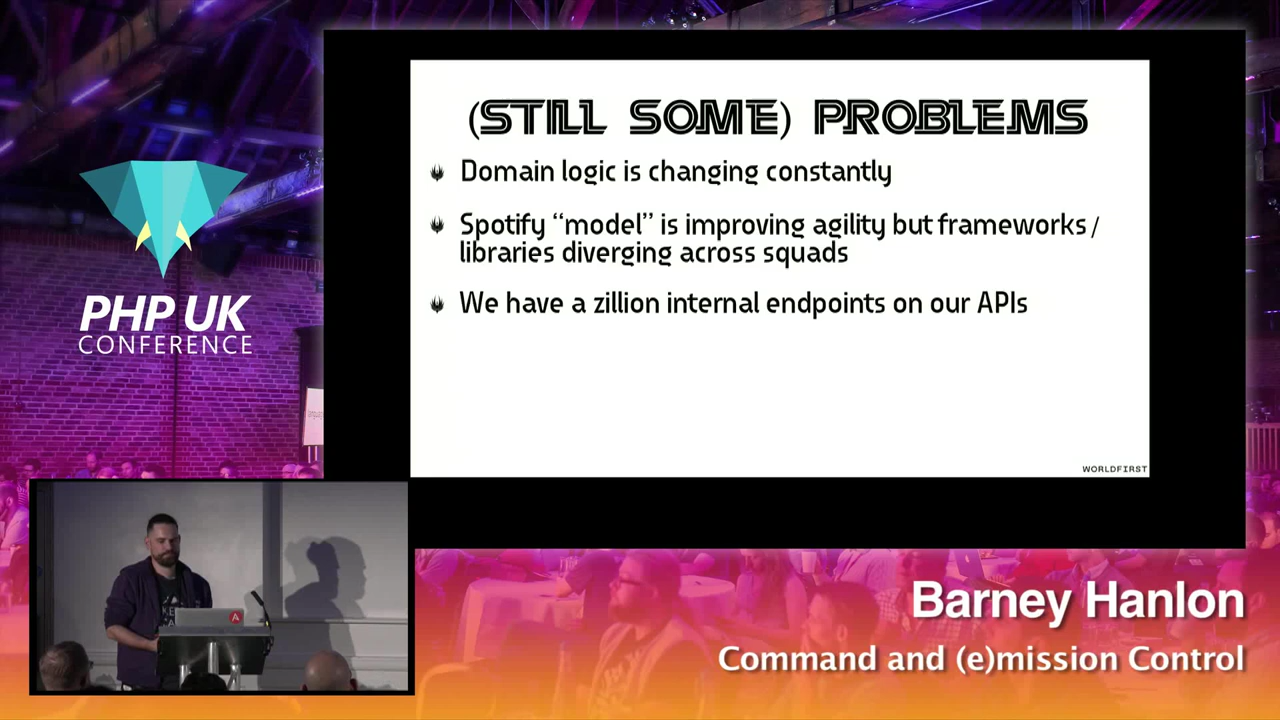 (STILL SOME) PROBLEMS
Domain logic is changing constantly
Spotify “model” is improving agility but frameworks/
libraries diverging across squads
We have a zillion internal endpoints on our APIs
WORLDFIRST
PHP UK
CONFERENCE
Barney Hanlon
Command and (e)mission Control